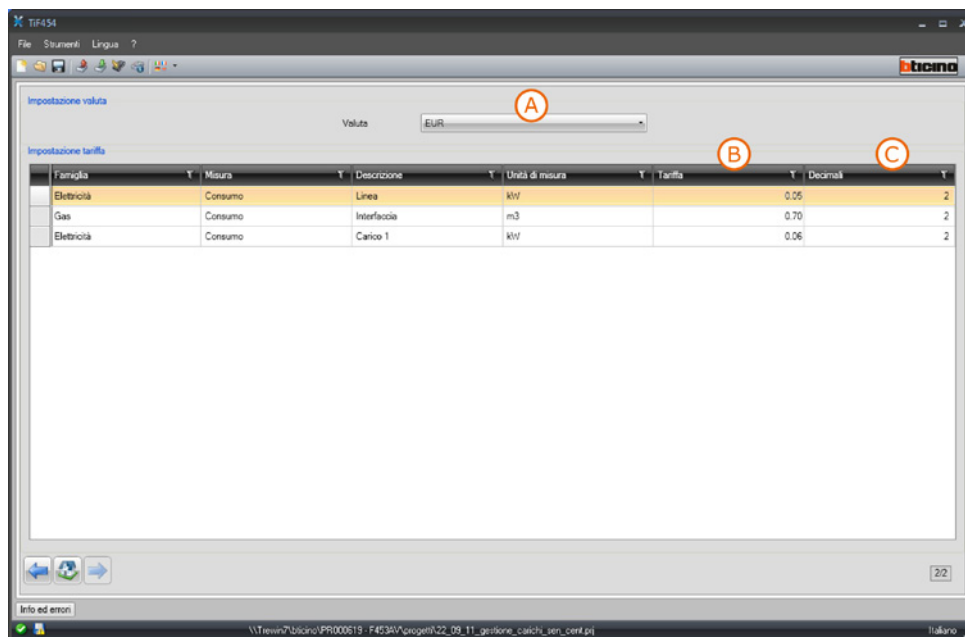 TiF454
File Strumenti Lingua ?
bticino
Impostazione valuta
A
Valuta EUR
Impostazione tariffa
B C
Famiglia Misura Descrizione Unità di misura Tariffa Decimali
Elettricità Consumo Linea kW 0.05 2
Gas Consumo Interfaccia m3 0.70 2
Elettricità Consumo Carico 1 kW 0.06 2
2/2
Info ed errori
\\Trewin7\bticino\PR000619 - F453AV\progetti\22_09_11_gestione_carichi_sen_cent.prj Italiano